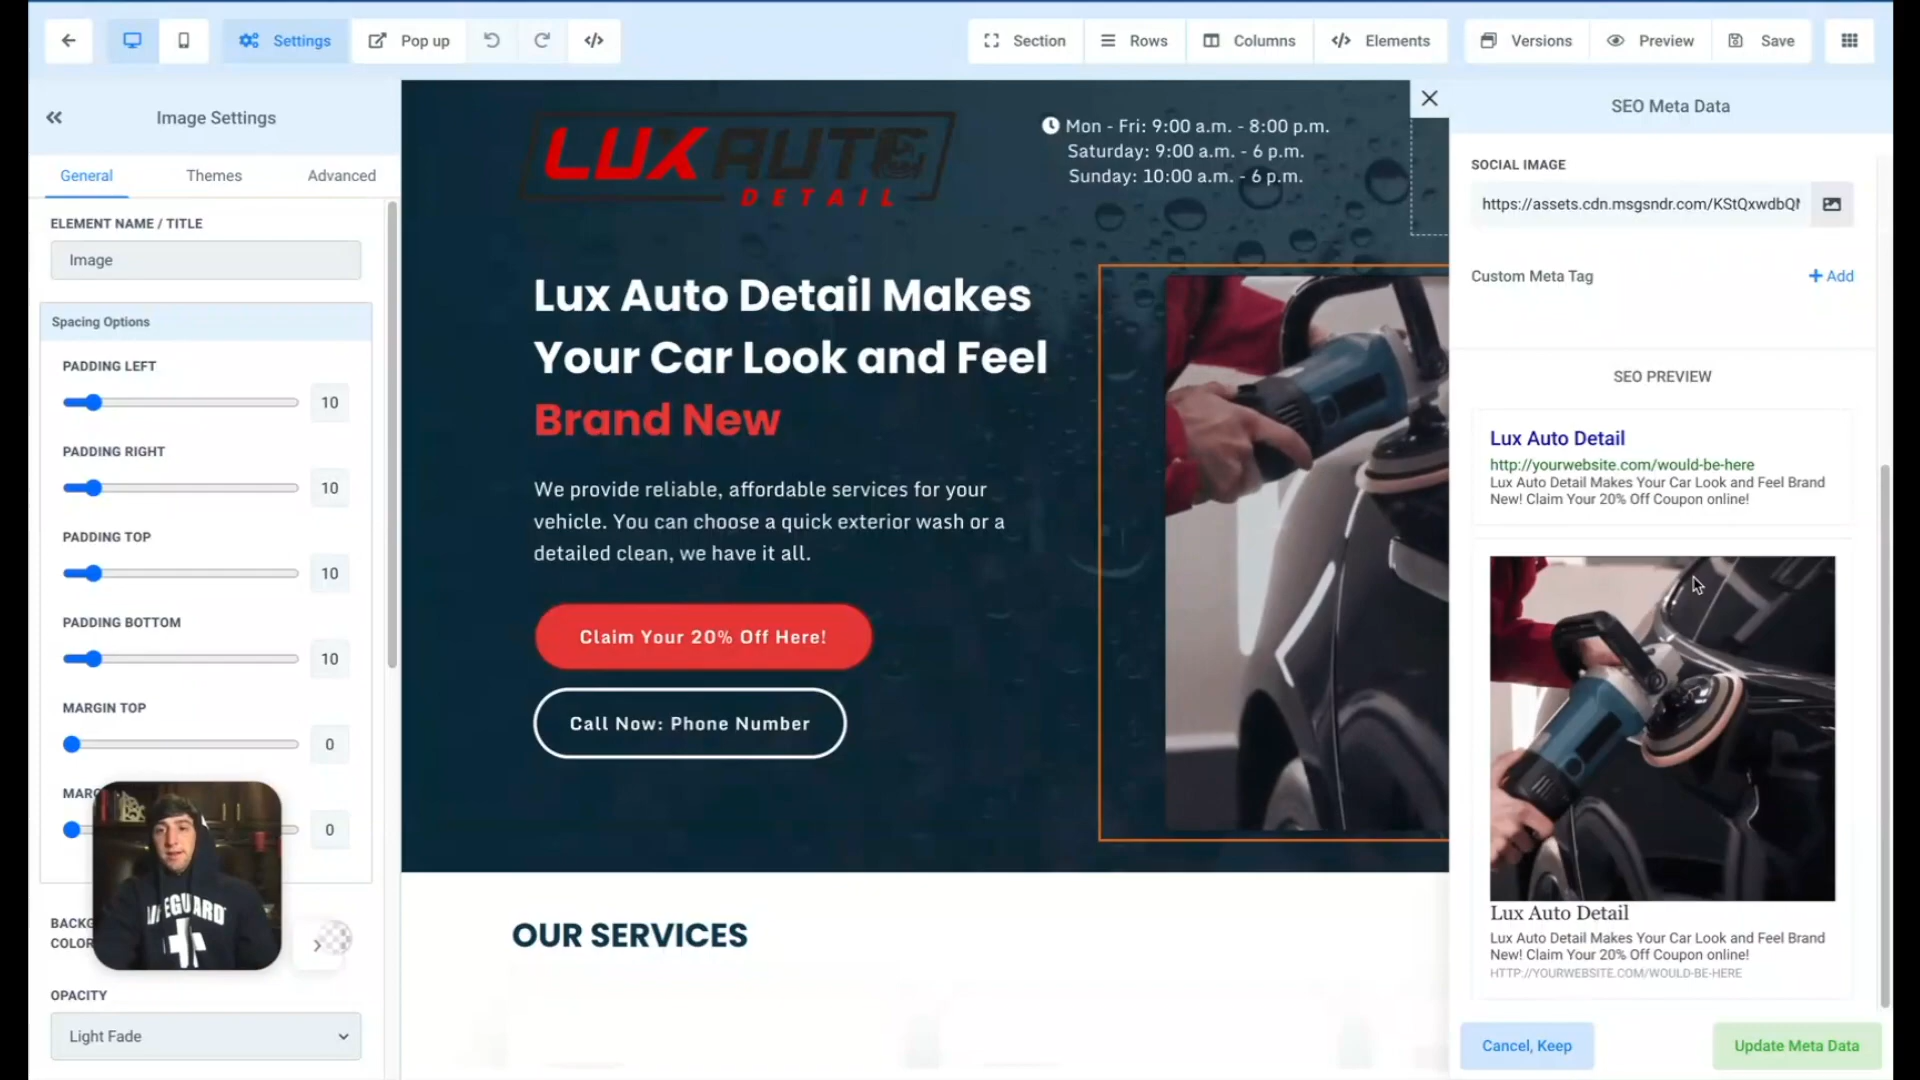 Settings
Pop up
Section
Rows
Columns
Elements
Versions
Preview
Save
Image Settings
General
Themes
Advanced
ELEMENT NAME / TITLE
Image
Spacing Options
PADDING LEFT
10
PADDING RIGHT
10
PADDING TOP
10
PADDING BOTTOM
10
MARGIN TOP
0
0
OPACITY
Light Fade
LUX AUTO
DETAIL
Mon - Fri: 9:00 a.m. - 8:00 p.m.
Saturday: 9:00 a.m. - 6 p.m.
Sunday: 10:00 a.m. - 6 p.m.
Lux Auto Detail Makes
Your Car Look and Feel
Brand New
We provide reliable, affordable services for your
vehicle. You can choose a quick exterior wash or a
detailed clean, we have it all.
Claim Your 20% Off Here!
Call Now: Phone Number
OUR SERVICES
SEO Meta Data
SOCIAL IMAGE
https://assets.cdn.msgsndr.com/KStQxwdbQ
Custom Meta Tag
+ Add
SEO PREVIEW
Lux Auto Detail
http://yourwebsite.com/would-be-here
Lux Auto Detail Makes Your Car Look and Feel Brand
New! Claim Your 20% Off Coupon online!
Lux Auto Detail
Lux Auto Detail Makes Your Car Look and Feel Brand
New! Claim Your 20% Off Coupon online!
HTTP://YOURWEBSITE.COM/WOULD-BE-HERE
Cancel, Keep
Update Meta Data